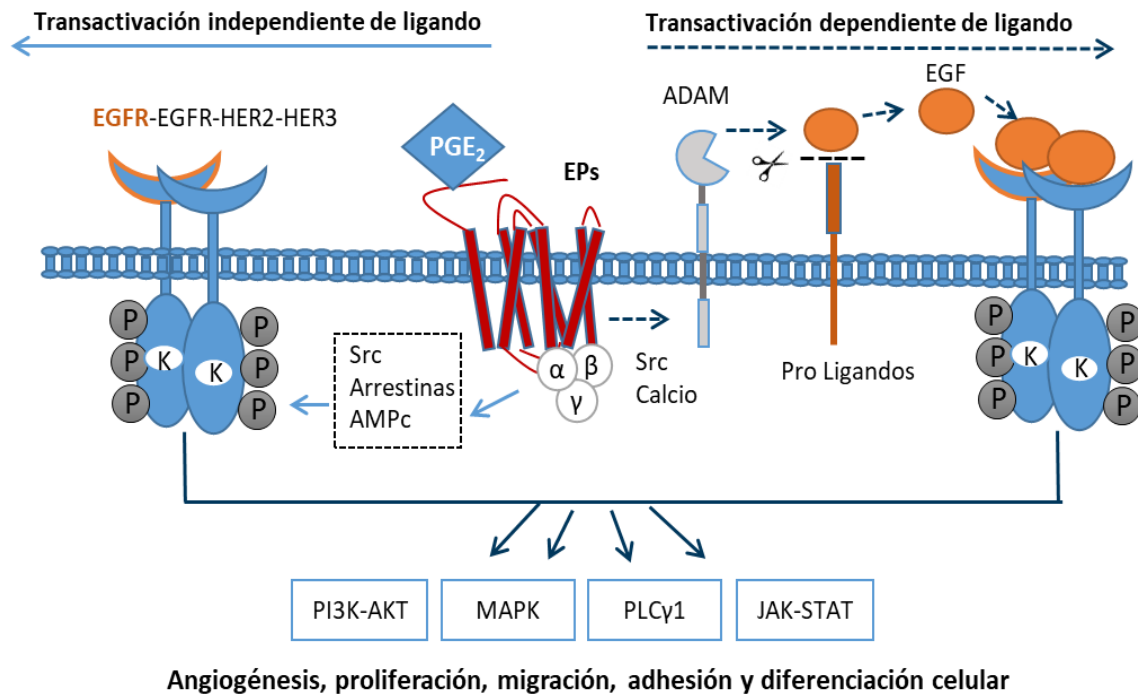 Transactivación independiente de ligando
Transactivación dependiente de ligando
EGFR-EGFR-HER2-HER3
PGE₂
EPs
ADAM
EGF
P
P
P
K
K
P
P
P
Src
Arrestinas
AMPc
α
β
γ
Src
Calcio
Pro Ligandos
P
P
P
K
K
P
P
P
PI3K-AKT
MAPK
PLCγ1
JAK-STAT
Angiogénesis, proliferación, migración, adhesión y diferenciación celular